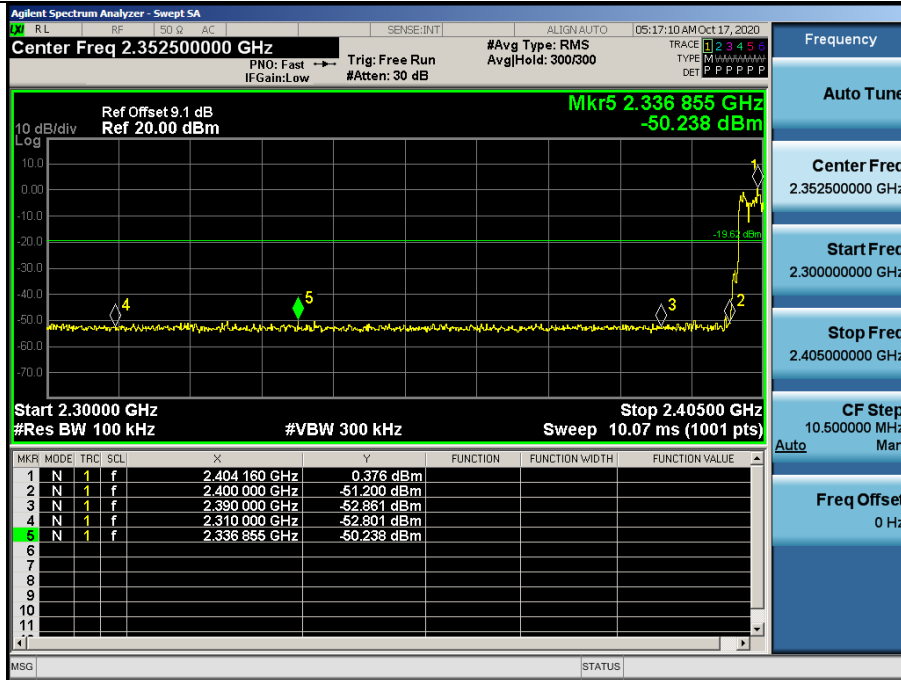 Agilent Spectrum Analyzer - Swept SA
LXI RL RF 50 Ω AC SENSE:INT ALIGN AUTO 05:17:10 AM Oct 17, 2020
Center Freq 2.352500000 GHz
PNO: Fast
IFGain:Low
Trig: Free Run
#Atten: 30 dB
#Avg Type: RMS
Avg|Hold: 300/300
TRACE 1 2 3 4 5 6
TYPE M
DET P P P P P P
Mkr5 2.336 855 GHz
-50.238 dBm
Ref Offset 9.1 dB
10 dB/div Ref 20.00 dBm
Log
10.0
0.00
-10.0
-20.0
-30.0
-40.0
-50.0
-60.0
-70.0
1
-19.62 dBm
4
5
3
2
Start 2.30000 GHz Stop 2.40500 GHz
#Res BW 100 kHz #VBW 300 kHz Sweep 10.07 ms (1001 pts)
MKR MODE TRC SCL X Y FUNCTION FUNCTION WIDTH FUNCTION VALUE
1 N 1 f 2.404 160 GHz 0.376 dBm
2 N 1 f 2.400 000 GHz -51.200 dBm
3 N 1 f 2.390 000 GHz -52.861 dBm
4 N 1 f 2.310 000 GHz -52.801 dBm
5 N 1 f 2.336 855 GHz -50.238 dBm
6
7
8
9
10
11
MSG STATUS
Frequency
Auto Tune
Center Freq
2.352500000 GHz
Start Freq
2.300000000 GHz
Stop Freq
2.405000000 GHz
CF Step
10.500000 MHz
Auto Man
Freq Offset
0 Hz